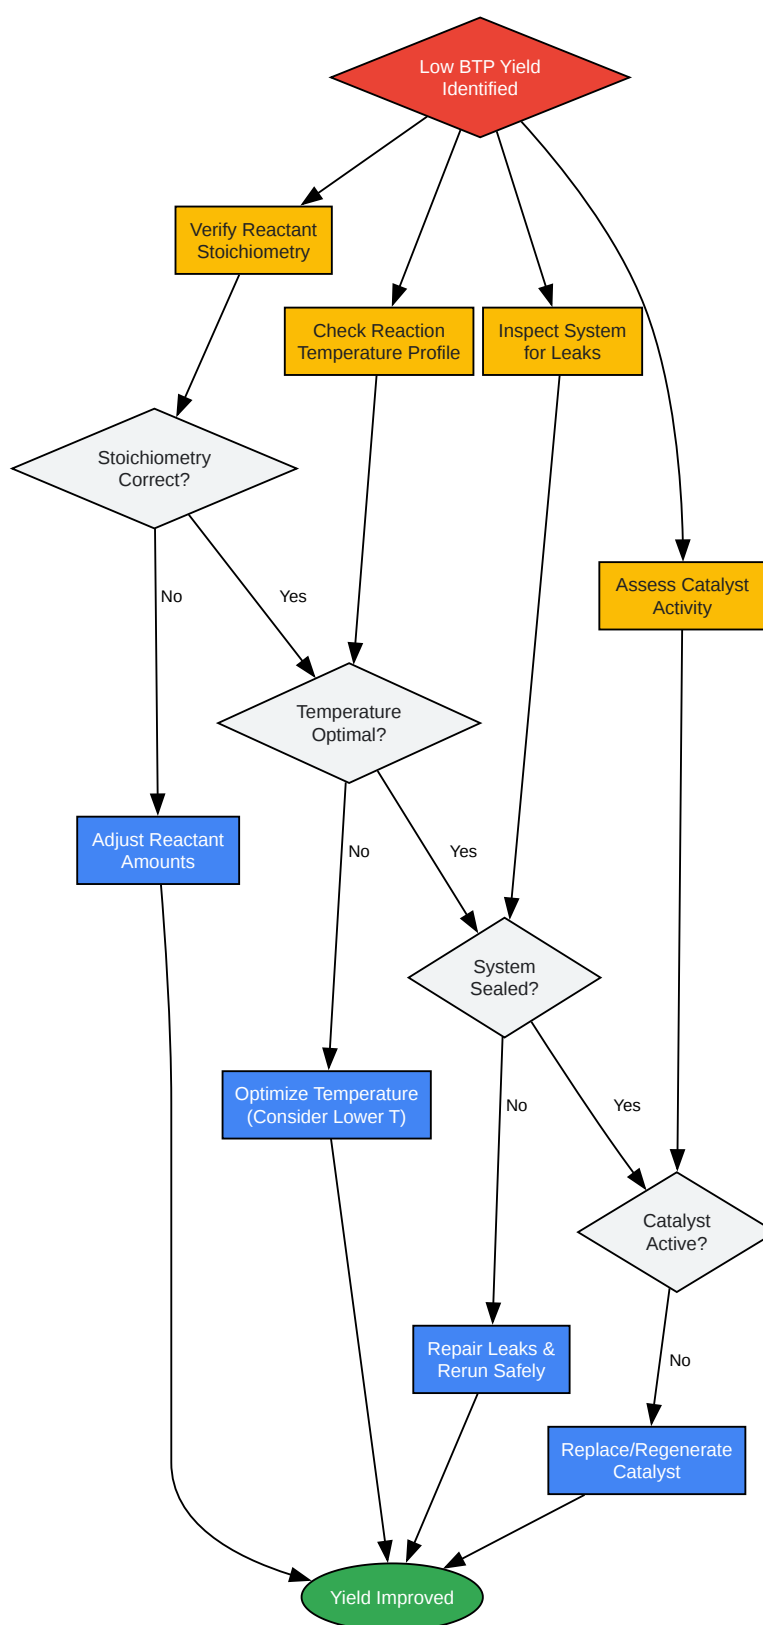 Low BTP Yield
Identified
Verify Reactant
Stoichiometry
Check Reaction
Temperature Profile
Inspect System
for Leaks
Stoichiometry
Correct?
Assess Catalyst
Activity
No
Yes
Temperature
Optimal?
Adjust Reactant
Amounts
No
Yes
System
Sealed?
Optimize Temperature
(Consider Lower T)
No
Yes
Catalyst
Active?
Repair Leaks &
Rerun Safely
No
Replace/Regenerate
Catalyst
Yield Improved